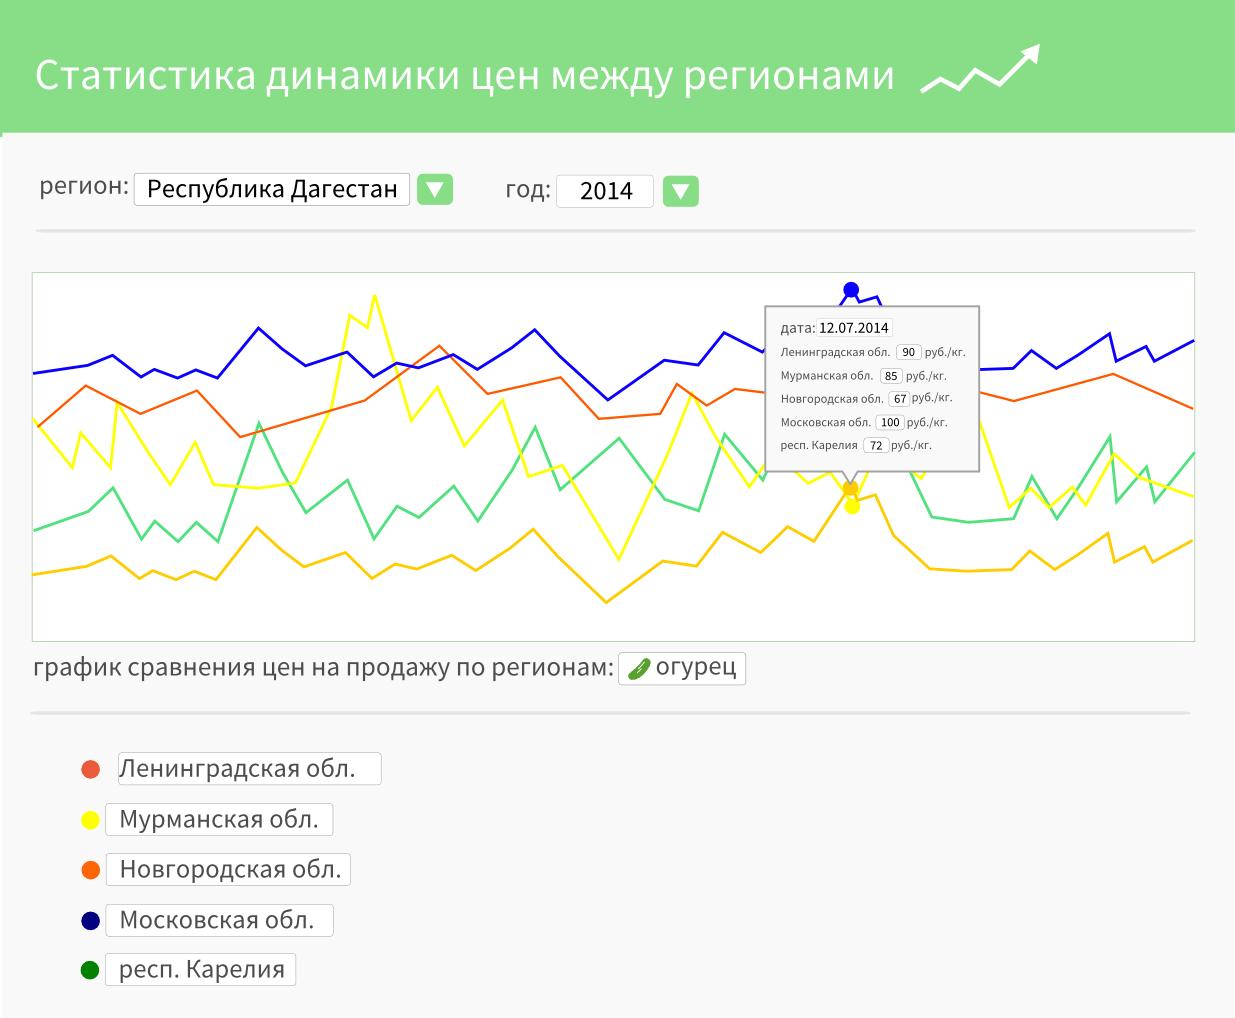 Статистика динамики цен между регионами
регион: Республика Дагестан год: 2014
дата: 12.07.2014
Ленинградская обл. 90 руб./кг.
Мурманская обл. 85 руб./кг.
Новгородская обл. 67 руб./кг.
Московская обл. 100 руб./кг.
респ. Карелия 72 руб./кг.
график сравнения цен на продажу по регионам: огурец
Ленинградская обл.
Мурманская обл.
Новгородская обл.
Московская обл.
респ. Карелия